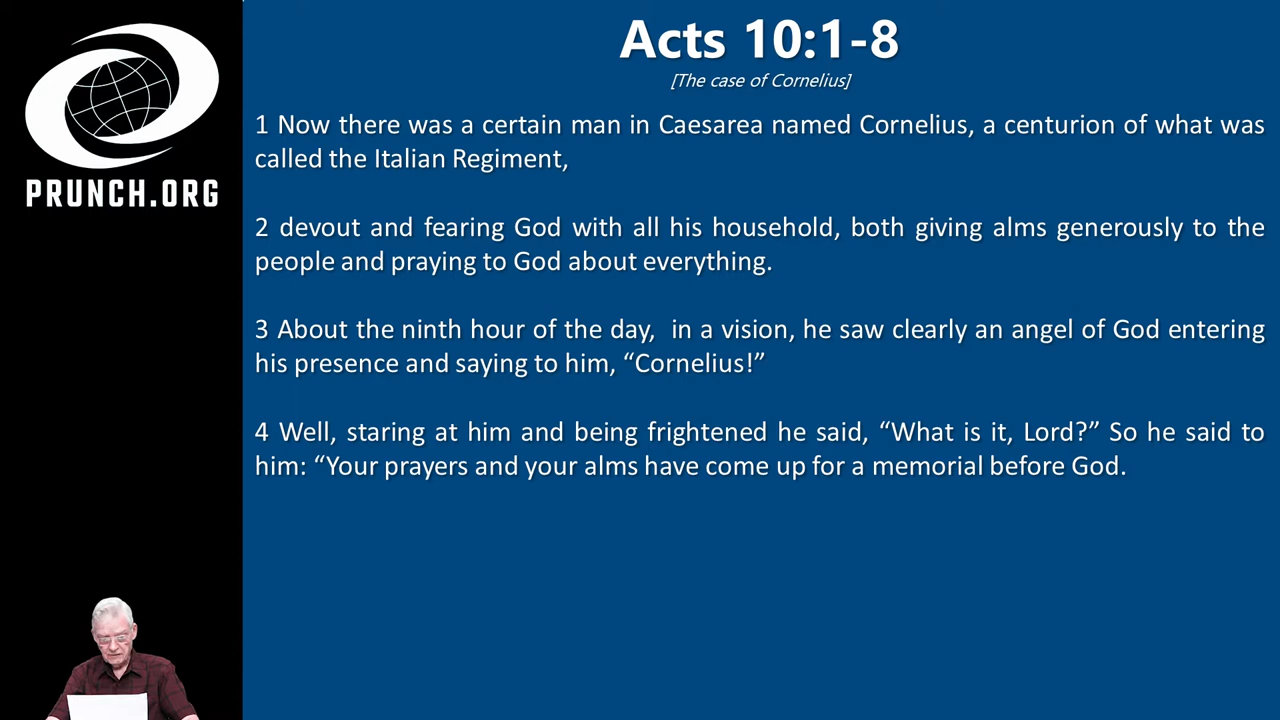 PRUNCH.ORG
Acts 10:1-8
[The case of Cornelius]
1 Now there was a certain man in Caesarea named Cornelius, a centurion of what was
called the Italian Regiment,
2 devout and fearing God with all his household, both giving alms generously to the
people and praying to God about everything.
3 About the ninth hour of the day,  in a vision, he saw clearly an angel of God entering
his presence and saying to him, “Cornelius!”
4 Well, staring at him and being frightened he said, “What is it, Lord?” So he said to
him: “Your prayers and your alms have come up for a memorial before God.